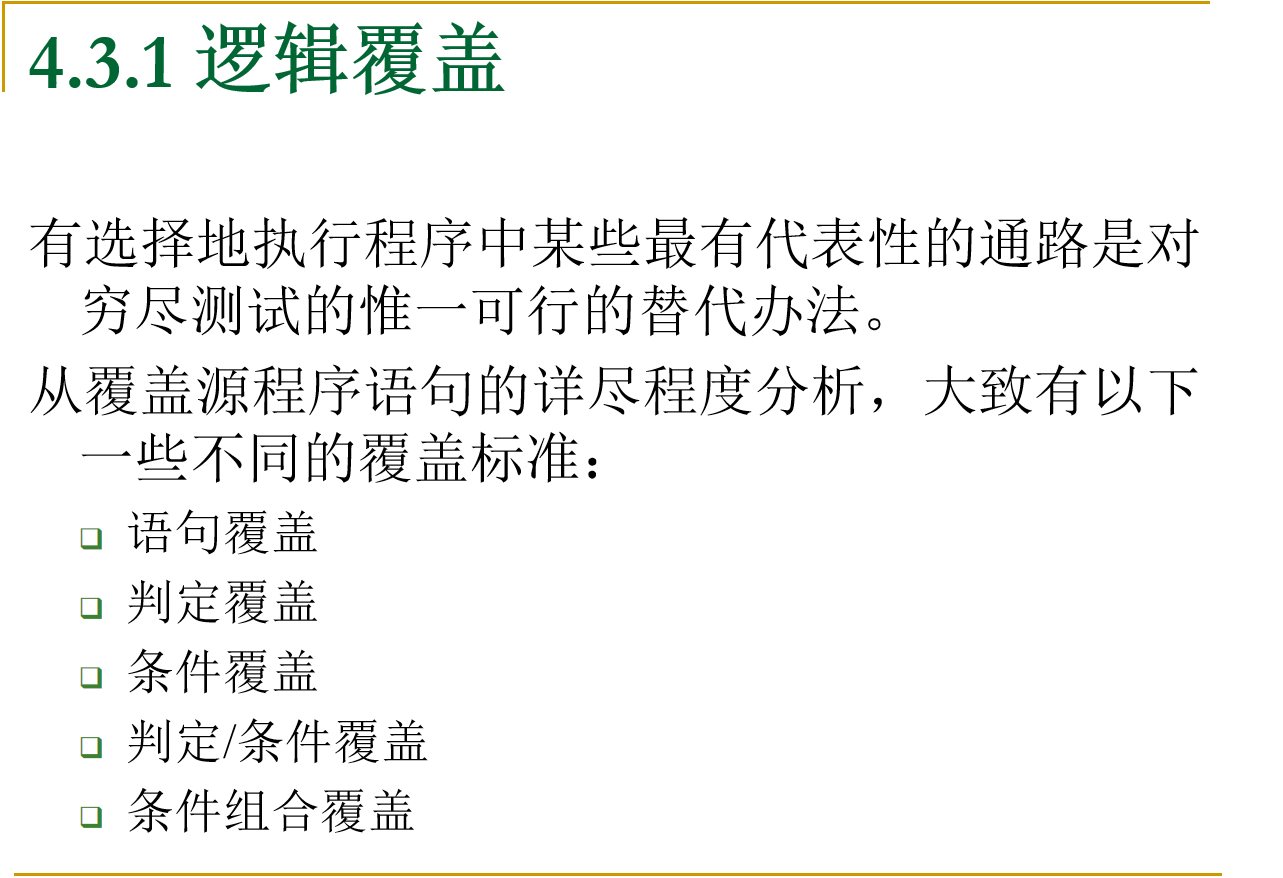 4.3.1 逻辑覆盖
有选择地执行程序中某些最有代表性的通路是对
穷尽测试的惟一可行的替代办法。
从覆盖源程序语句的详尽程度分析，大致有以下
一些不同的覆盖标准：
语句覆盖
判定覆盖
条件覆盖
判定/条件覆盖
条件组合覆盖